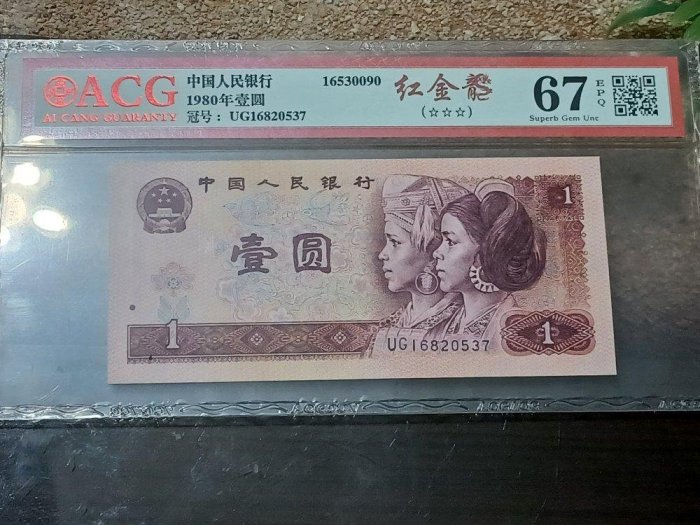 ACG
AI CANG GUARANTY
中国人民银行
1980年壹圆
冠号： UG16820537
16530090
红金龍
(☆☆☆)
67
EPQ
Superb Gem Unc
中国人民银行
1
壹圆
1
UG16820537
1